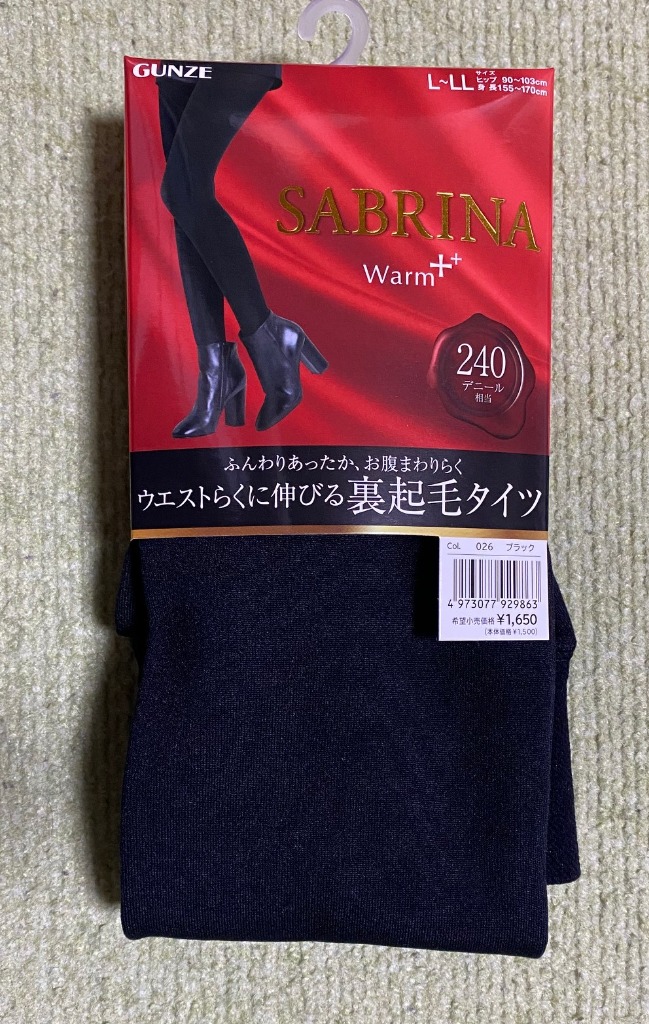 GUNZE
L~LL サイズ
ヒップ 90~103cm
身長155~170cm
SABRINA
Warm++
240
デニール
相当
ふんわりあったか、お腹まわりらく
ウエストらくに伸びる裏起毛タイツ
CoL 026 ブラック
4 973077 929863
希望小売価格 ¥1,650
(本体価格¥1,500)